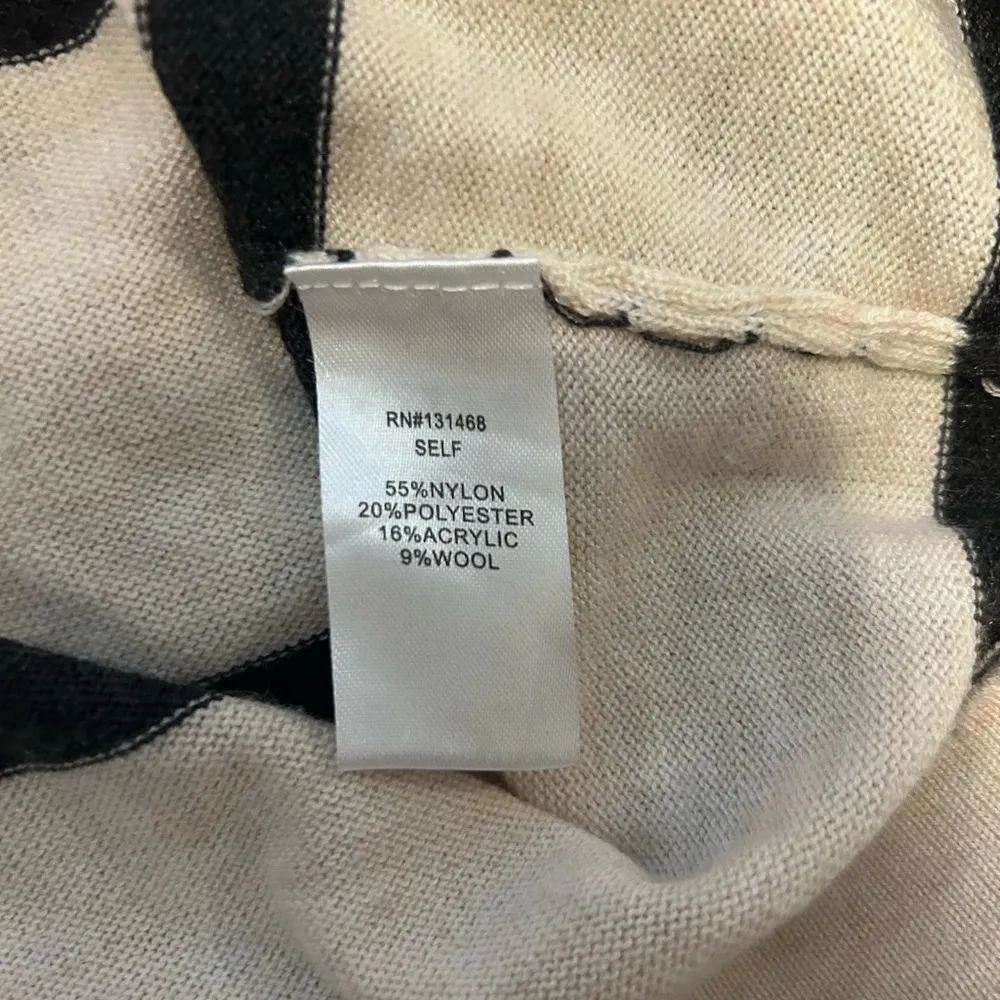 RN#131468
SELF
55%NYLON
20%POLYESTER
16%ACRYLIC
9%WOOL